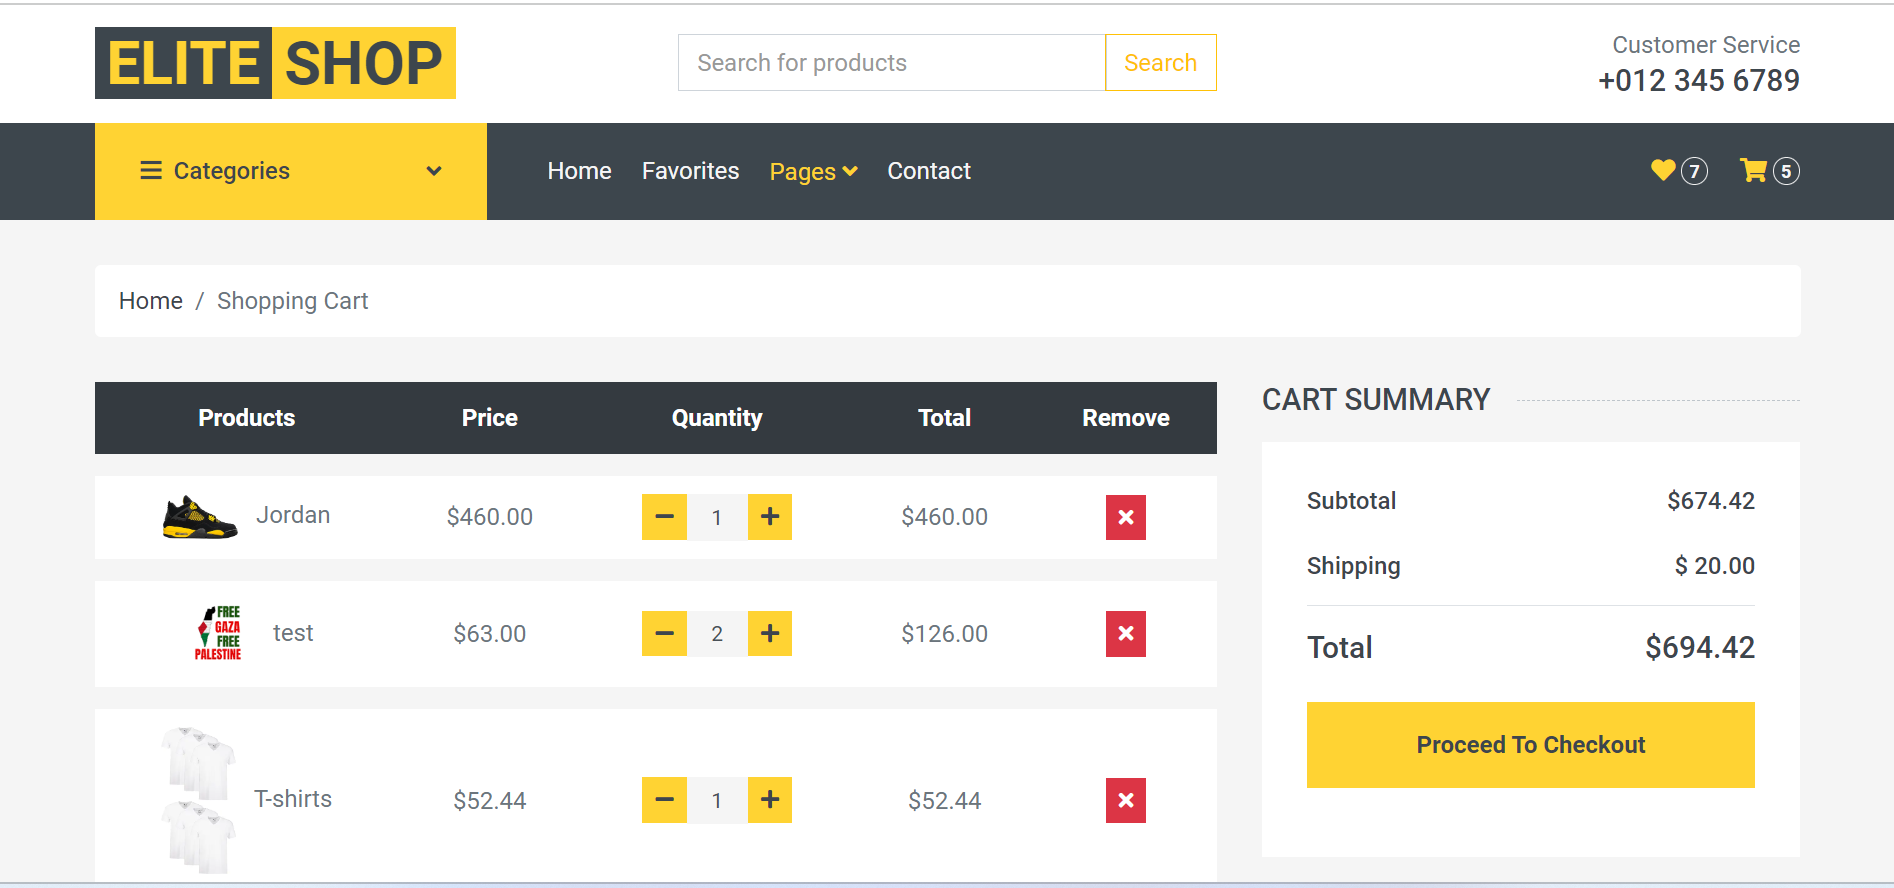 ELITE SHOP
Search for products Search
Customer Service
+012 345 6789
Categories Home Favorites Pages Contact 7 5
Home / Shopping Cart
Products Price Quantity Total Remove
Jordan $460.00 1 $460.00
FREE
GAZA
FREE
PALESTINE
test $63.00 2 $126.00
T-shirts $52.44 1 $52.44
CART SUMMARY
Subtotal $674.42
Shipping $ 20.00
Total $694.42
Proceed To Checkout